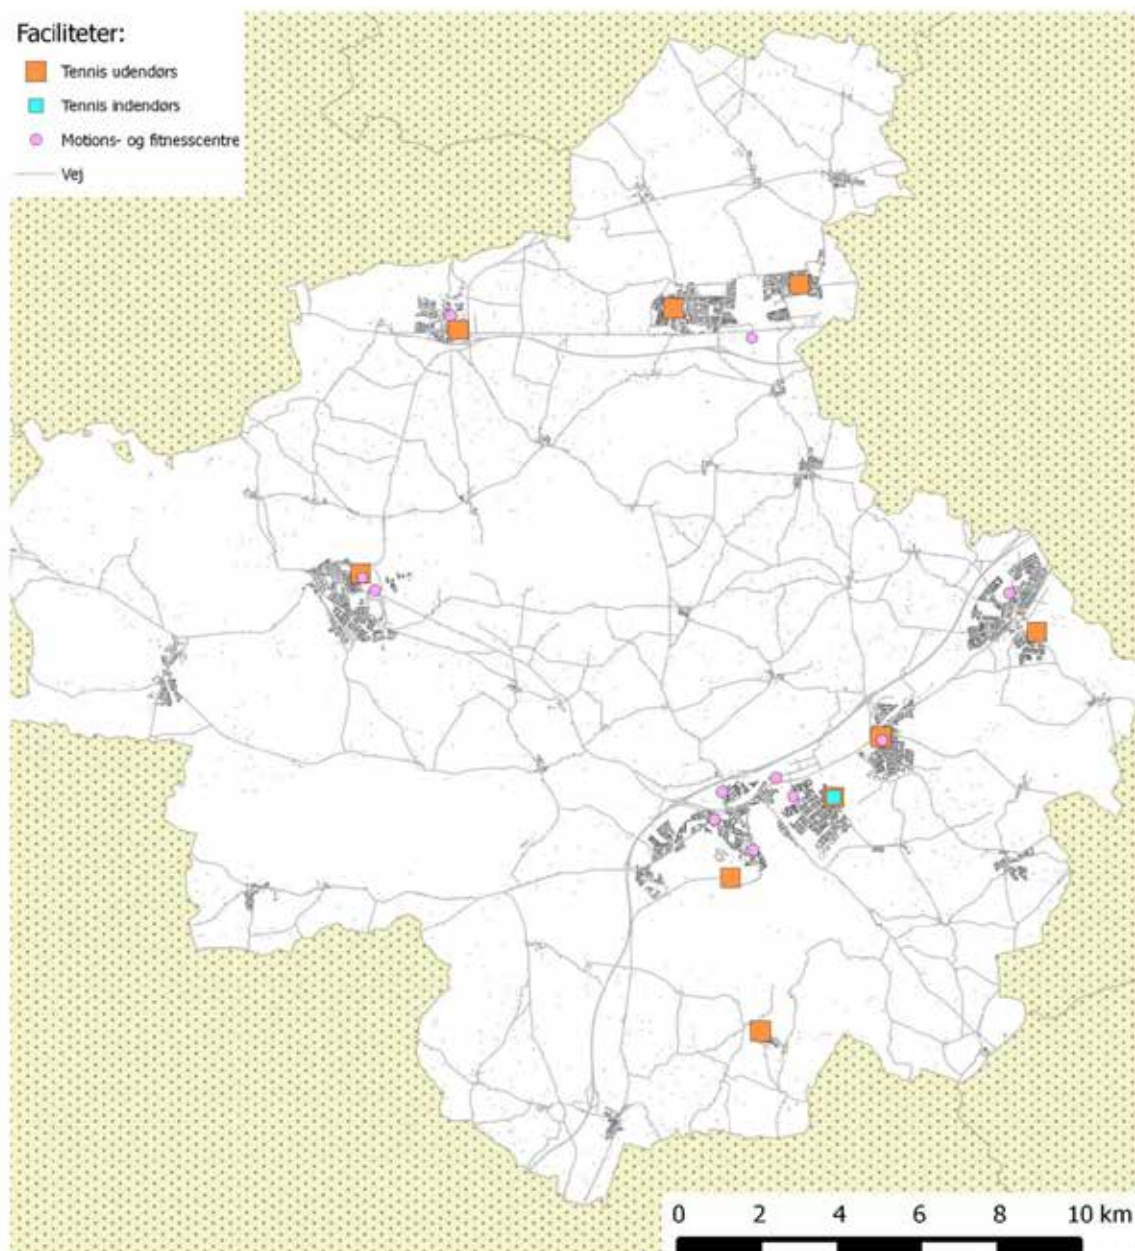 Faciliteter:
Tennis udendørs
Tennis indendørs
Motions- og fitnesscentre
Vej
0 2 4 6 8 10 km